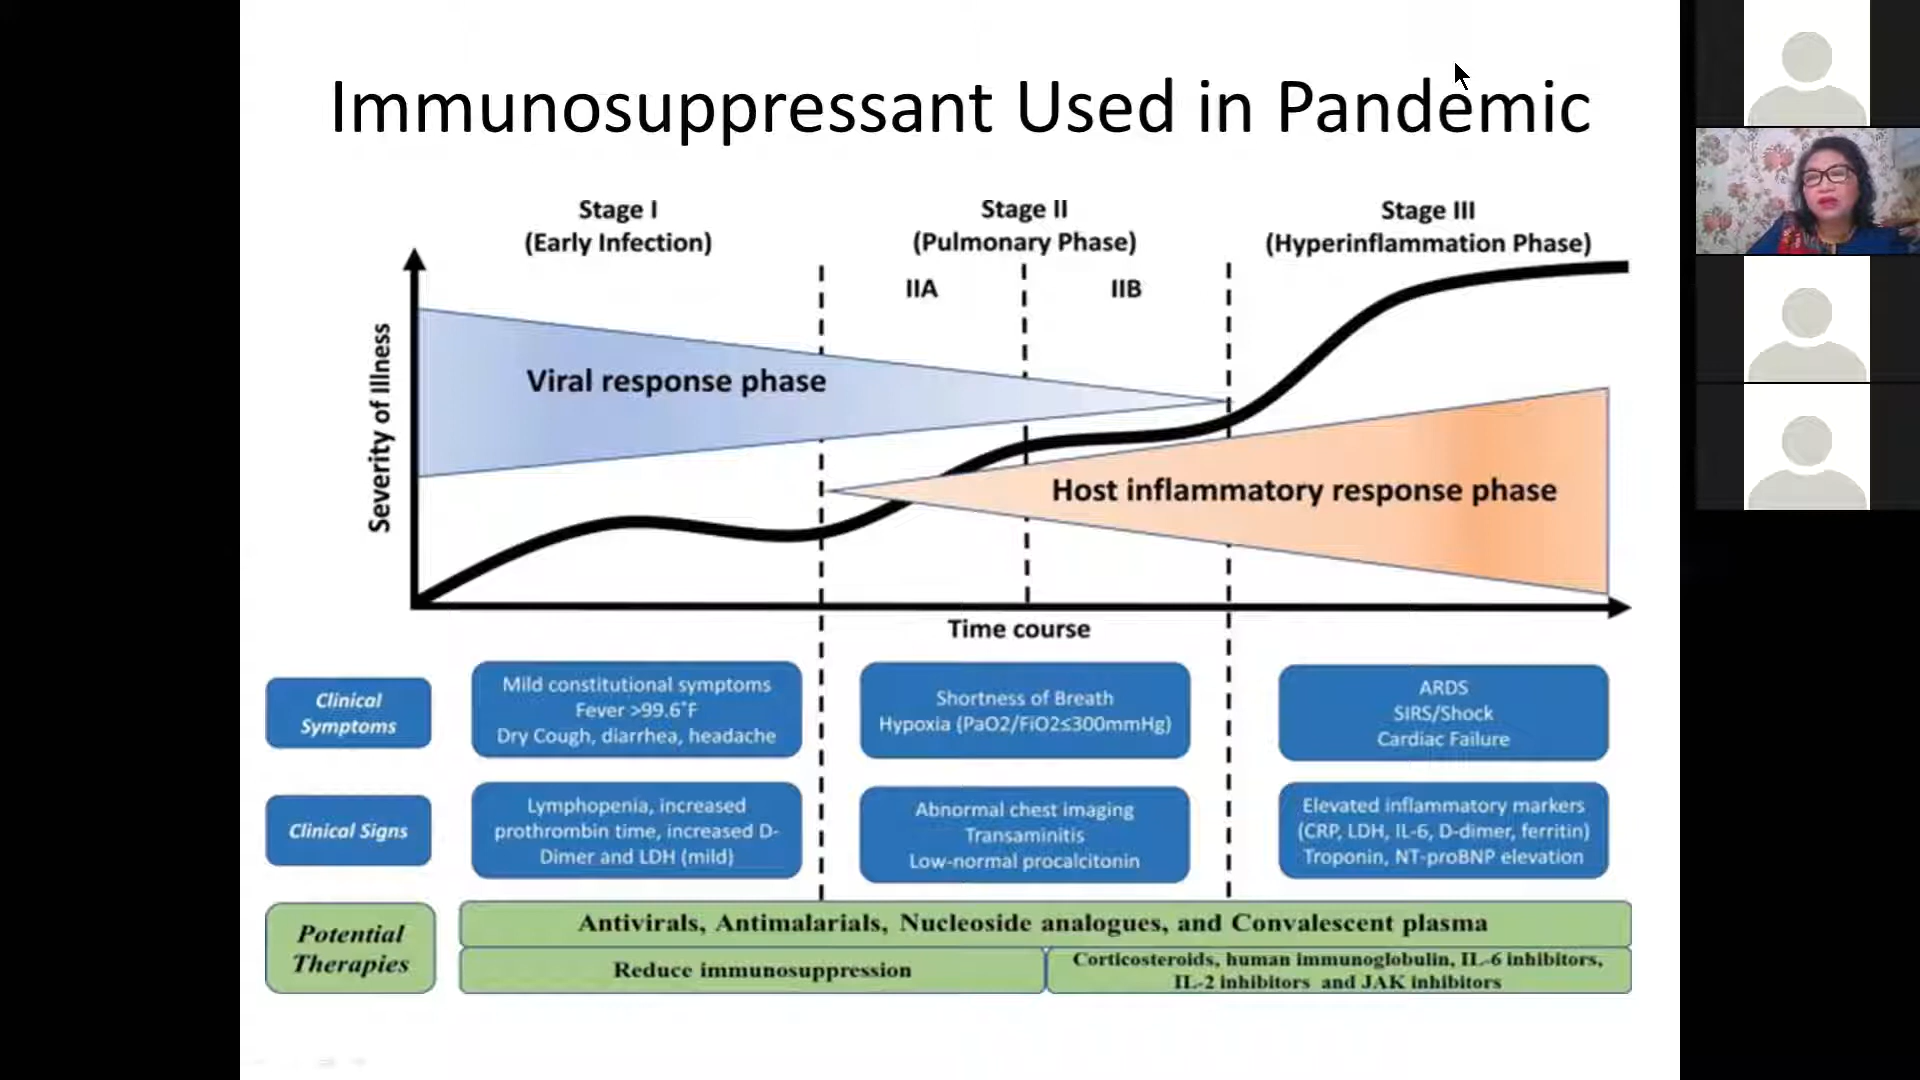 Immunosuppressant Used in Pandemic
Stage I
(Early Infection)
Stage II
(Pulmonary Phase)
Stage III
(Hyperinflammation Phase)
IIA
IIB
Severity of Illness
Viral response phase
Host inflammatory response phase
Time course
Clinical
Symptoms
Mild constitutional symptoms
Fever >99.6°F
Dry Cough, diarrhea, headache
Shortness of Breath
Hypoxia (PaO2/FiO2≤300mmHg)
ARDS
SIRS/Shock
Cardiac Failure
Clinical Signs
Lymphopenia, increased
prothrombin time, increased D-
Dimer and LDH (mild)
Abnormal chest imaging
Transaminitis
Low-normal procalcitonin
Elevated inflammatory markers
(CRP, LDH, IL-6, D-dimer, ferritin)
Troponin, NT-proBNP elevation
Potential
Therapies
Antivirals, Antimalarials, Nucleoside analogues, and Convalescent plasma
Reduce immunosuppression
Corticosteroids, human immunoglobulin, IL-6 inhibitors,
IL-2 inhibitors and JAK inhibitors